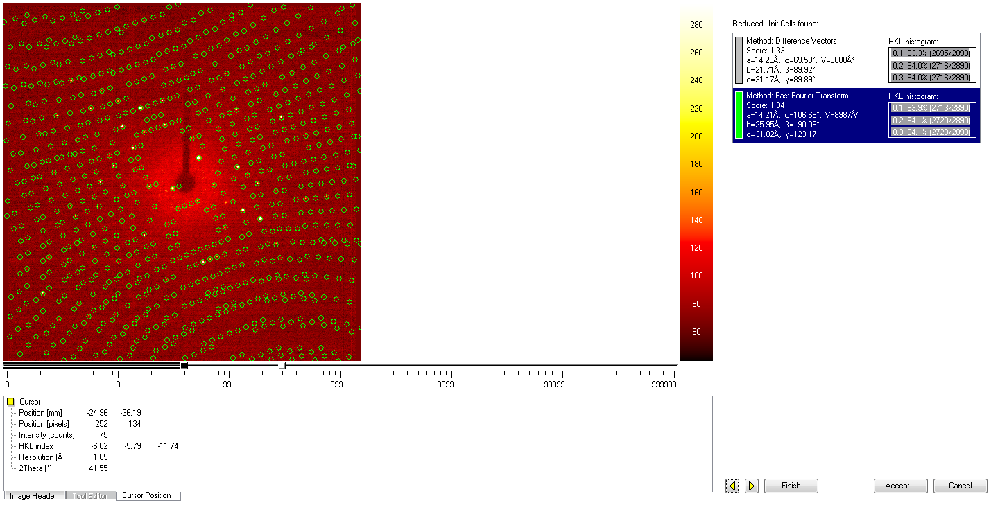 280
260
240
220
200
180
160
140
120
100
80
60
0 9 99 999 9999 99999 999999
Cursor
Position [mm] -24.96 -36.19
Position [pixels] 252 134
Intensity [counts] 75
HKL index -6.02 -5.79 -11.74
Resolution [Å] 1.09
2Theta [°] 41.55
Image Header Tool Editor Cursor Position
Reduced Unit Cells found:
Method: Difference Vectors HKL histogram:
Score: 1.33 0.1: 93.3% (2695/2890)
a=14.20Å, α=69.50°, V=9000Å³
b=21.71Å, β=89.92° 0.2: 94.0% (2716/2890)
c=31.17Å, γ=89.89° 0.3: 94.0% (2716/2890)
Method: Fast Fourier Transform HKL histogram:
Score: 1.34 0.1: 93.9% (2713/2890)
a=14.21Å, α=106.68°, V=8987Å³
b=25.95Å, β= 90.09° 0.2: 94.1% (2720/2890)
c=31.02Å, γ=123.17° 0.3: 94.1% (2720/2890)
Finish Accept... Cancel